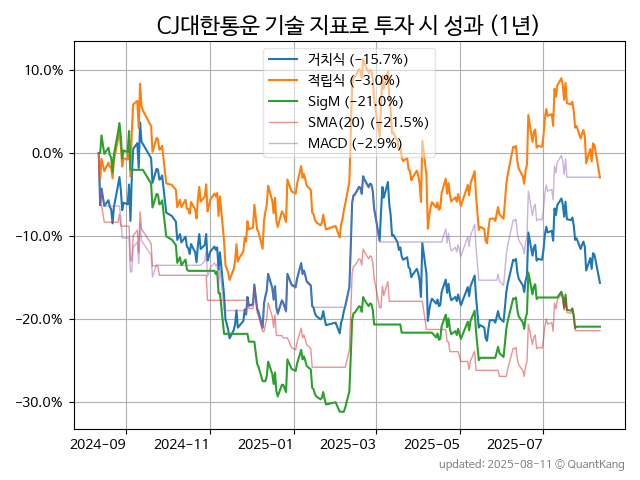 CJ대한통운 기술 지표로 투자 시 성과 (1년)
거치식 (−15.7%)
적립식 (−3.0%)
SigM (−21.0%)
SMA(20) (−21.5%)
MACD (−2.9%)
10.0%
0.0%
−10.0%
−20.0%
−30.0%
2024-09 2024-11 2025-01 2025-03 2025-05 2025-07
updated: 2025-08-11 © QuantKang